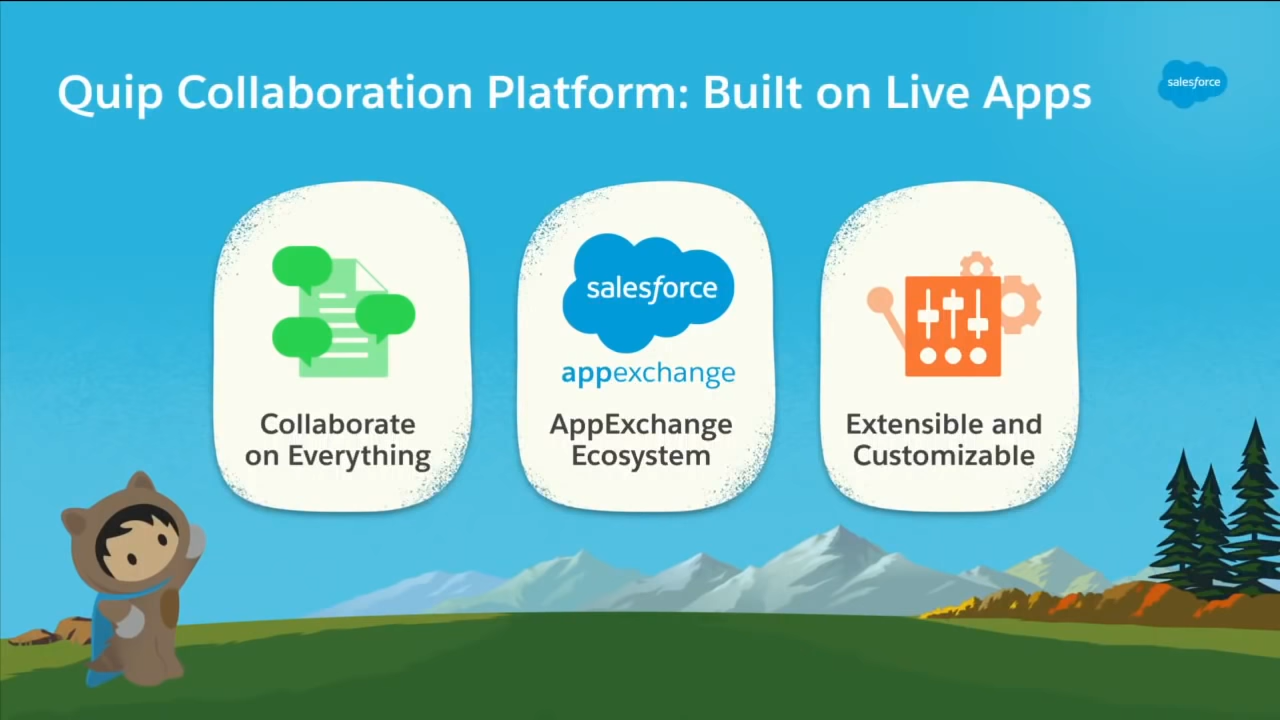 Quip Collaboration Platform: Built on Live Apps
salesforce
Collaborate
on Everything
salesforce
appexchange
AppExchange
Ecosystem
Extensible and
Customizable